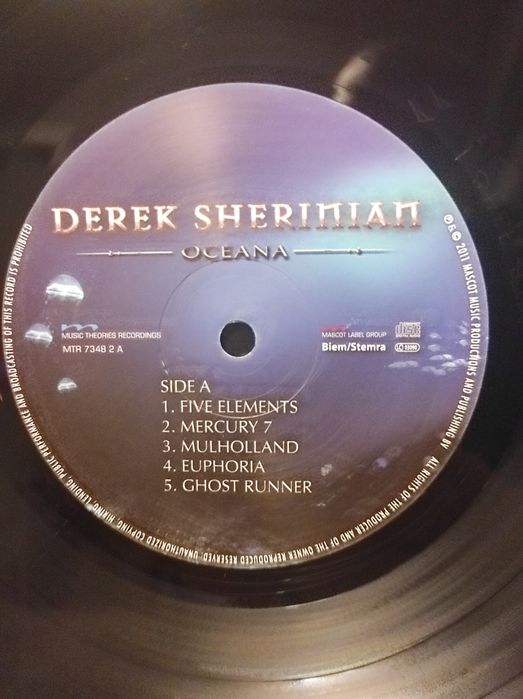 DEREK SHERINIAN
OCEANA
MUSIC THEORIES RECORDINGS
MTR 7348 2 A
MASCOT LABEL GROUP
Biem/Stemra
SIDE A
1. FIVE ELEMENTS
2. MERCURY 7
3. MULHOLLAND
4. EUPHORIA
5. GHOST RUNNER
℗ & © 2011 MASCOT MUSIC PRODUCTIONS AND PUBLISHING BV ALL RIGHTS OF THE PRODUCER AND OF THE OWNER REPRODUCED RESERVED. UNAUTHORIZED COPYING, HIRING, LENDING, PUBLIC PERFORMANCE AND BROADCASTING OF THIS RECORD IS PROHIBITED